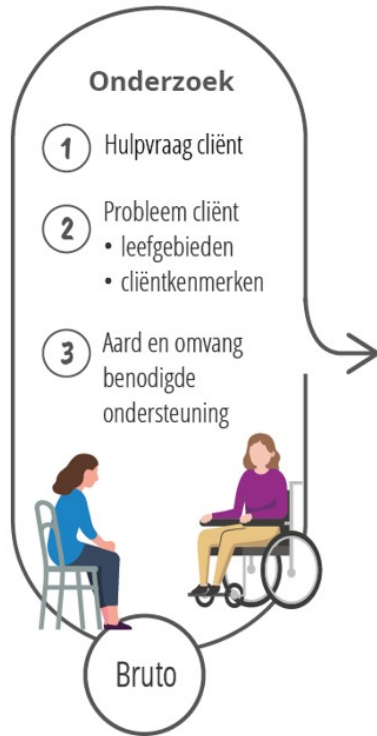 Onderzoek
1 Hulpvraag cliënt
2 Probleem cliënt
• leefgebieden
• cliëntkenmerken
3 Aard en omvang
benodigde
ondersteuning
Bruto